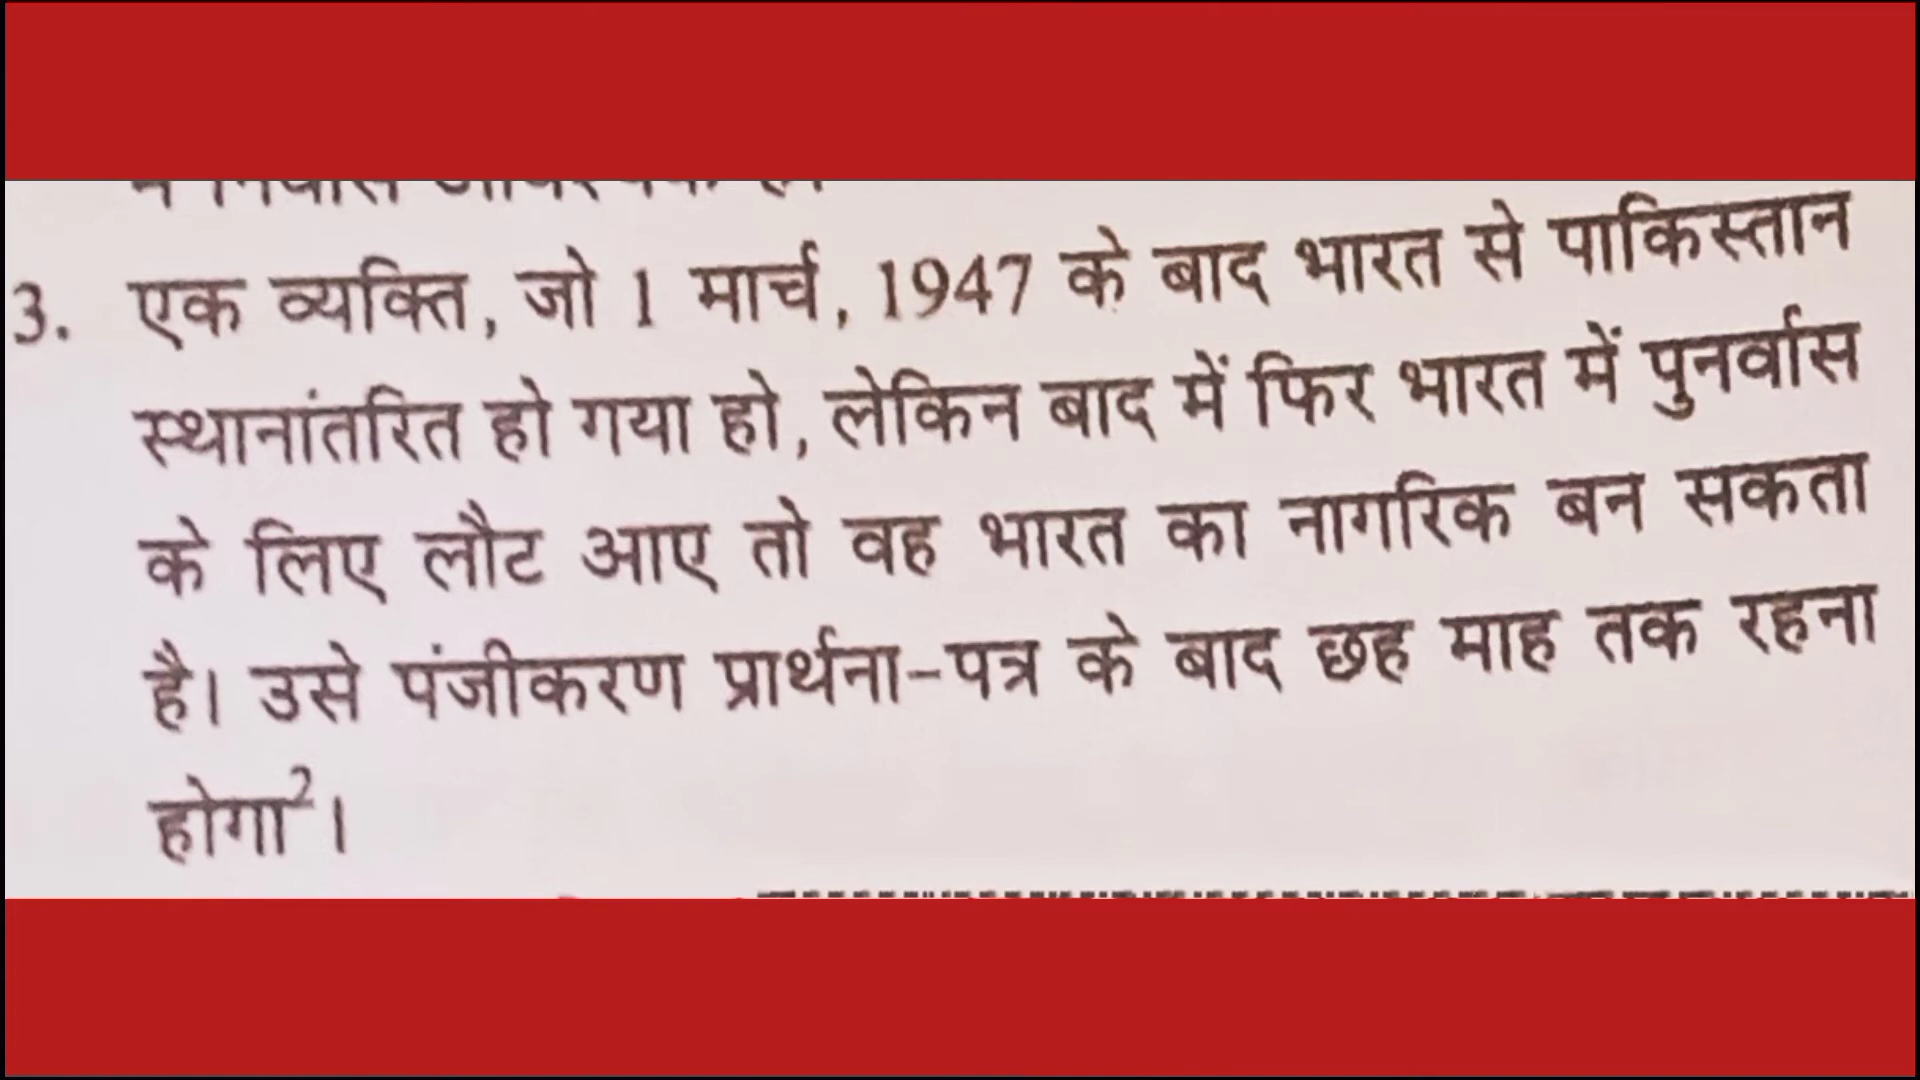 3. एक व्यक्ति, जो 1 मार्च, 1947 के बाद भारत से पाकिस्तान
स्थानांतरित हो गया हो, लेकिन बाद में फिर भारत में पुनर्वास
के लिए लौट आए तो वह भारत का नागरिक बन सकता
है। उसे पंजीकरण प्रार्थना-पत्र के बाद छह माह तक रहना
होगा²।